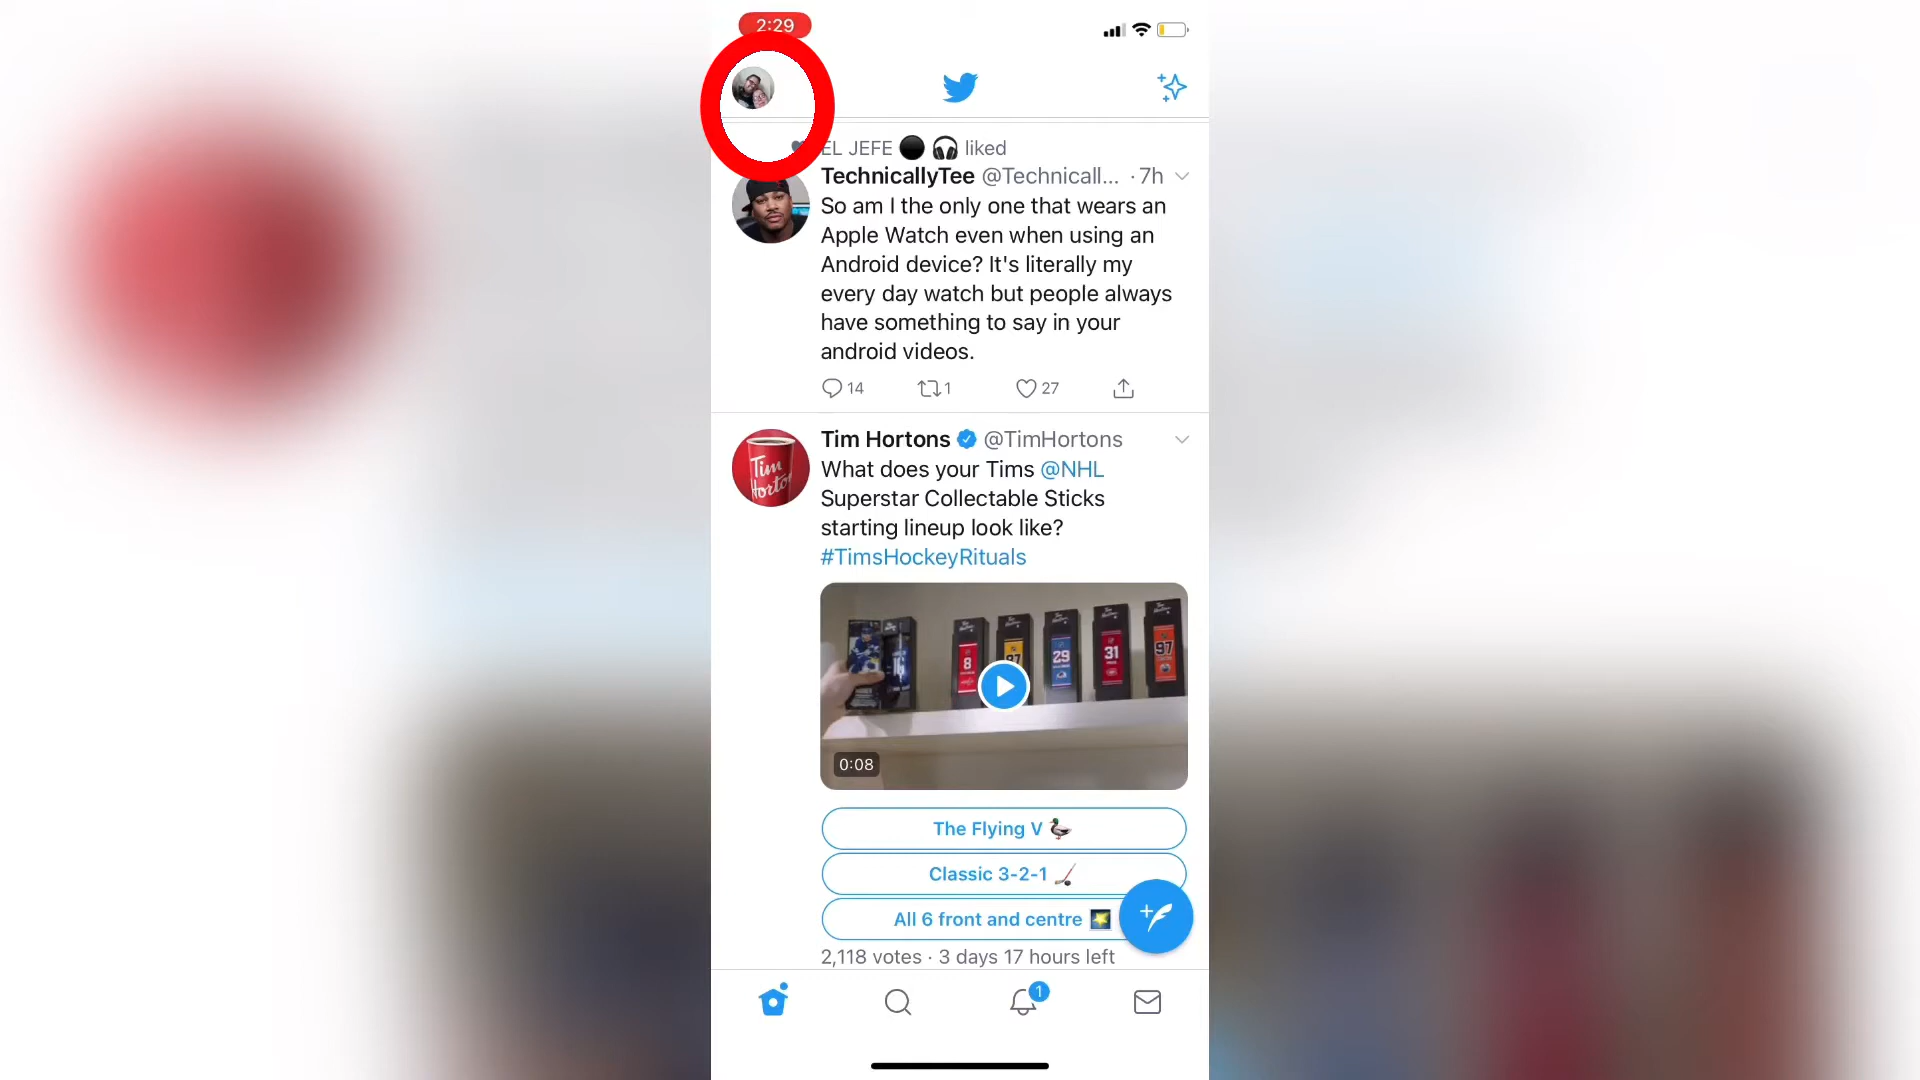 2:29
EL JEFE liked
TechnicallyTee @Technicall... · 7h
So am I the only one that wears an
Apple Watch even when using an
Android device? It's literally my
every day watch but people always
have something to say in your
android videos.
14 1 27
Tim Hortons @TimHortons
What does your Tims @NHL
Superstar Collectable Sticks
starting lineup look like?
#TimsHockeyRituals
Tim
Horto
8
97
29
31
97
0:08
The Flying V
Classic 3-2-1
All 6 front and centre
2,118 votes · 3 days 17 hours left
1